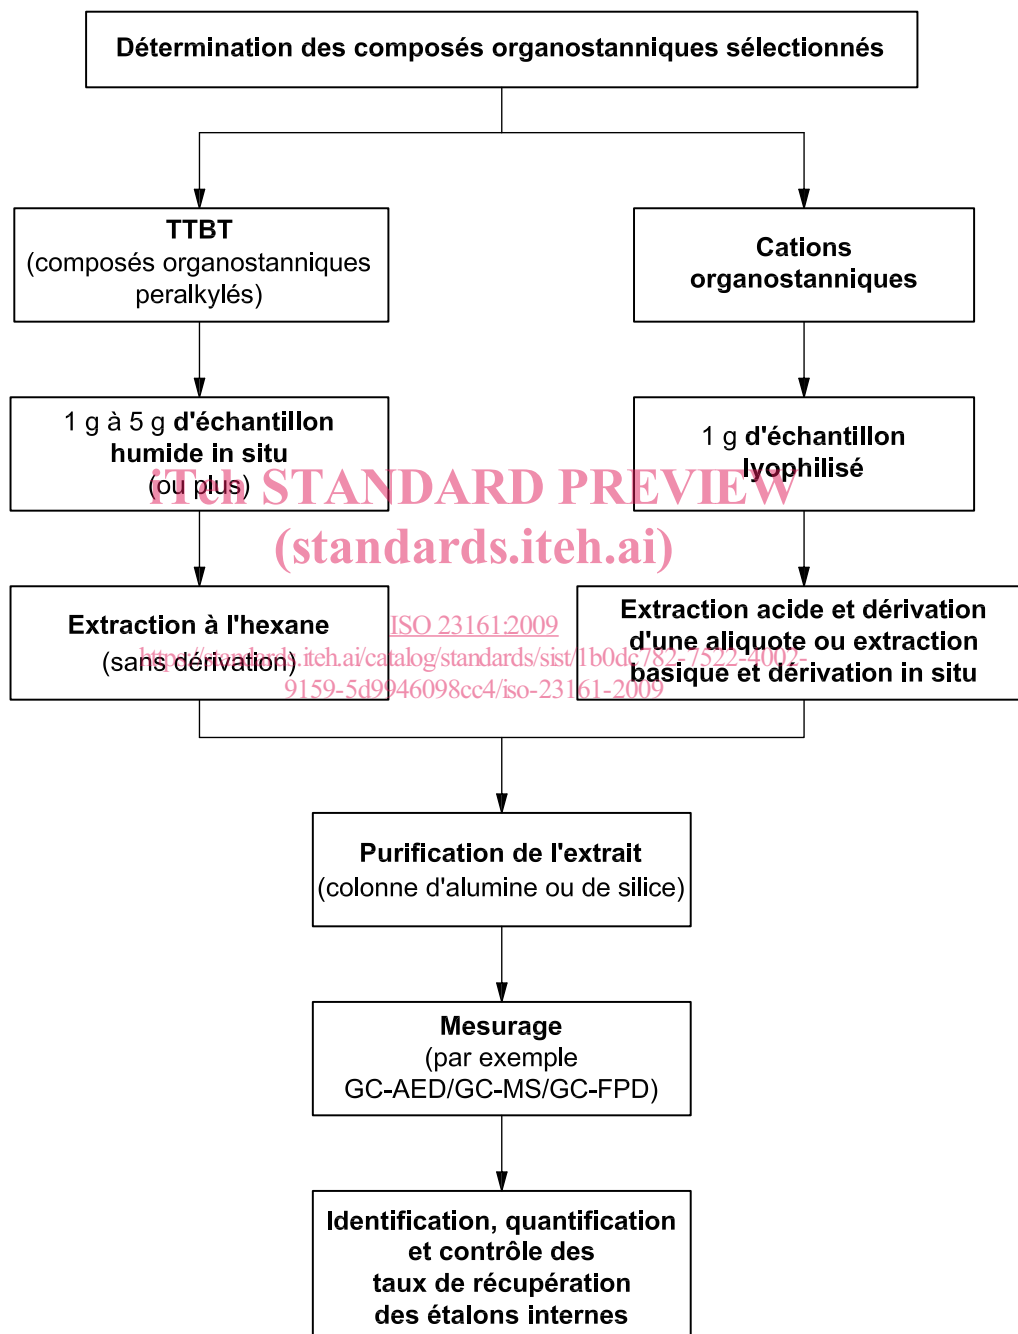 Détermination des composés organostanniques sélectionnés
TTBT
(composés organostanniques
peralkylés)
Cations
organostanniques
1 g à 5 g d'échantillon
humide in situ
(ou plus)
1 g d'échantillon
lyophilisé
iTeh STANDARD PREVIEW
(standards.iteh.ai)
Extraction à l'hexane
(sans dérivation)
Extraction acide et dérivation
d'une aliquote ou extraction
basique et dérivation in situ
ISO 23161:2009
https://standards.iteh.ai/catalog/standards/sist/1b0dc782-7522-4002-
9159-5d9946098cc4/iso-23161-2009
Purification de l'extrait
(colonne d'alumine ou de silice)
Mesurage
(par exemple
GC-AED/GC-MS/GC-FPD)
Identification, quantification
et contrôle des
taux de récupération
des étalons internes